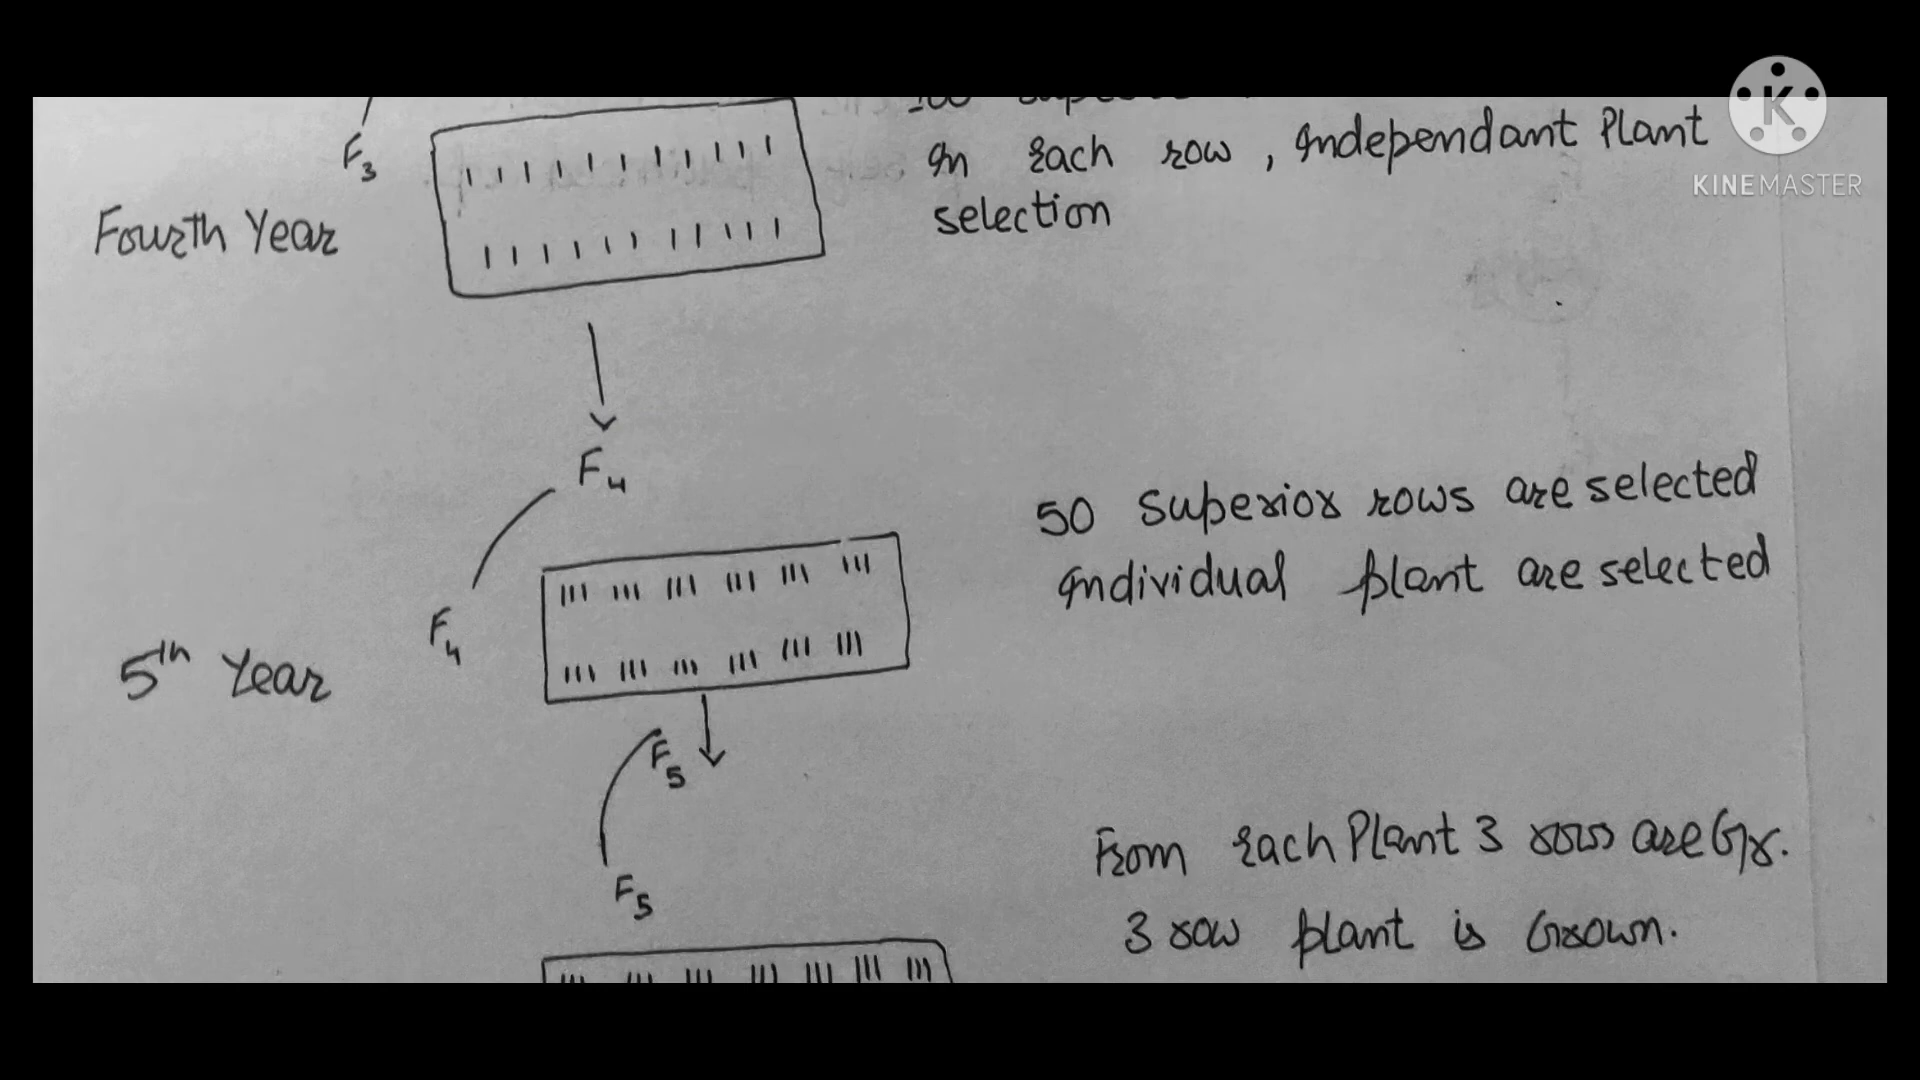 In each row, Independant Plant
selection
F3
Fourth Year
F4
50 superior rows are selected
Individual plant are selected
F4
5th Year
F5
From each Plant 3 rows are Gr.
F5
3 row plant is Grown.
K
KINEMASTER